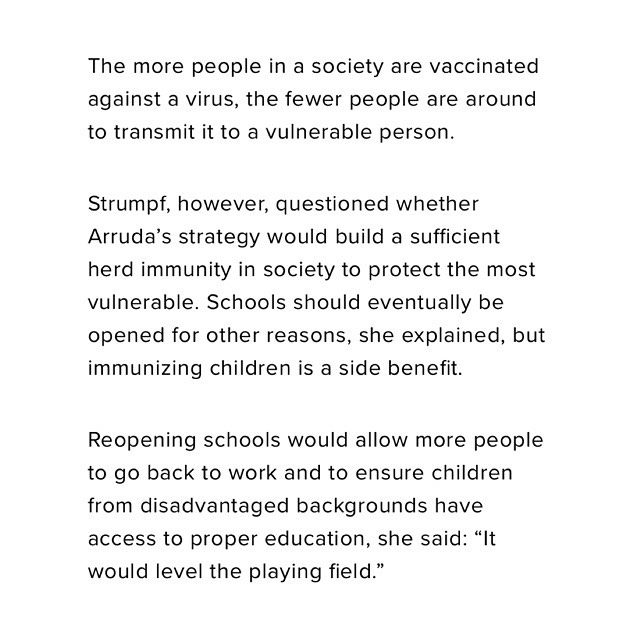 The more people in a society are vaccinated
against a virus, the fewer people are around
to transmit it to a vulnerable person.
Strumpf, however, questioned whether
Arruda’s strategy would build a sufficient
herd immunity in society to protect the most
vulnerable. Schools should eventually be
opened for other reasons, she explained, but
immunizing children is a side benefit.
Reopening schools would allow more people
to go back to work and to ensure children
from disadvantaged backgrounds have
access to proper education, she said: “It
would level the playing field.”